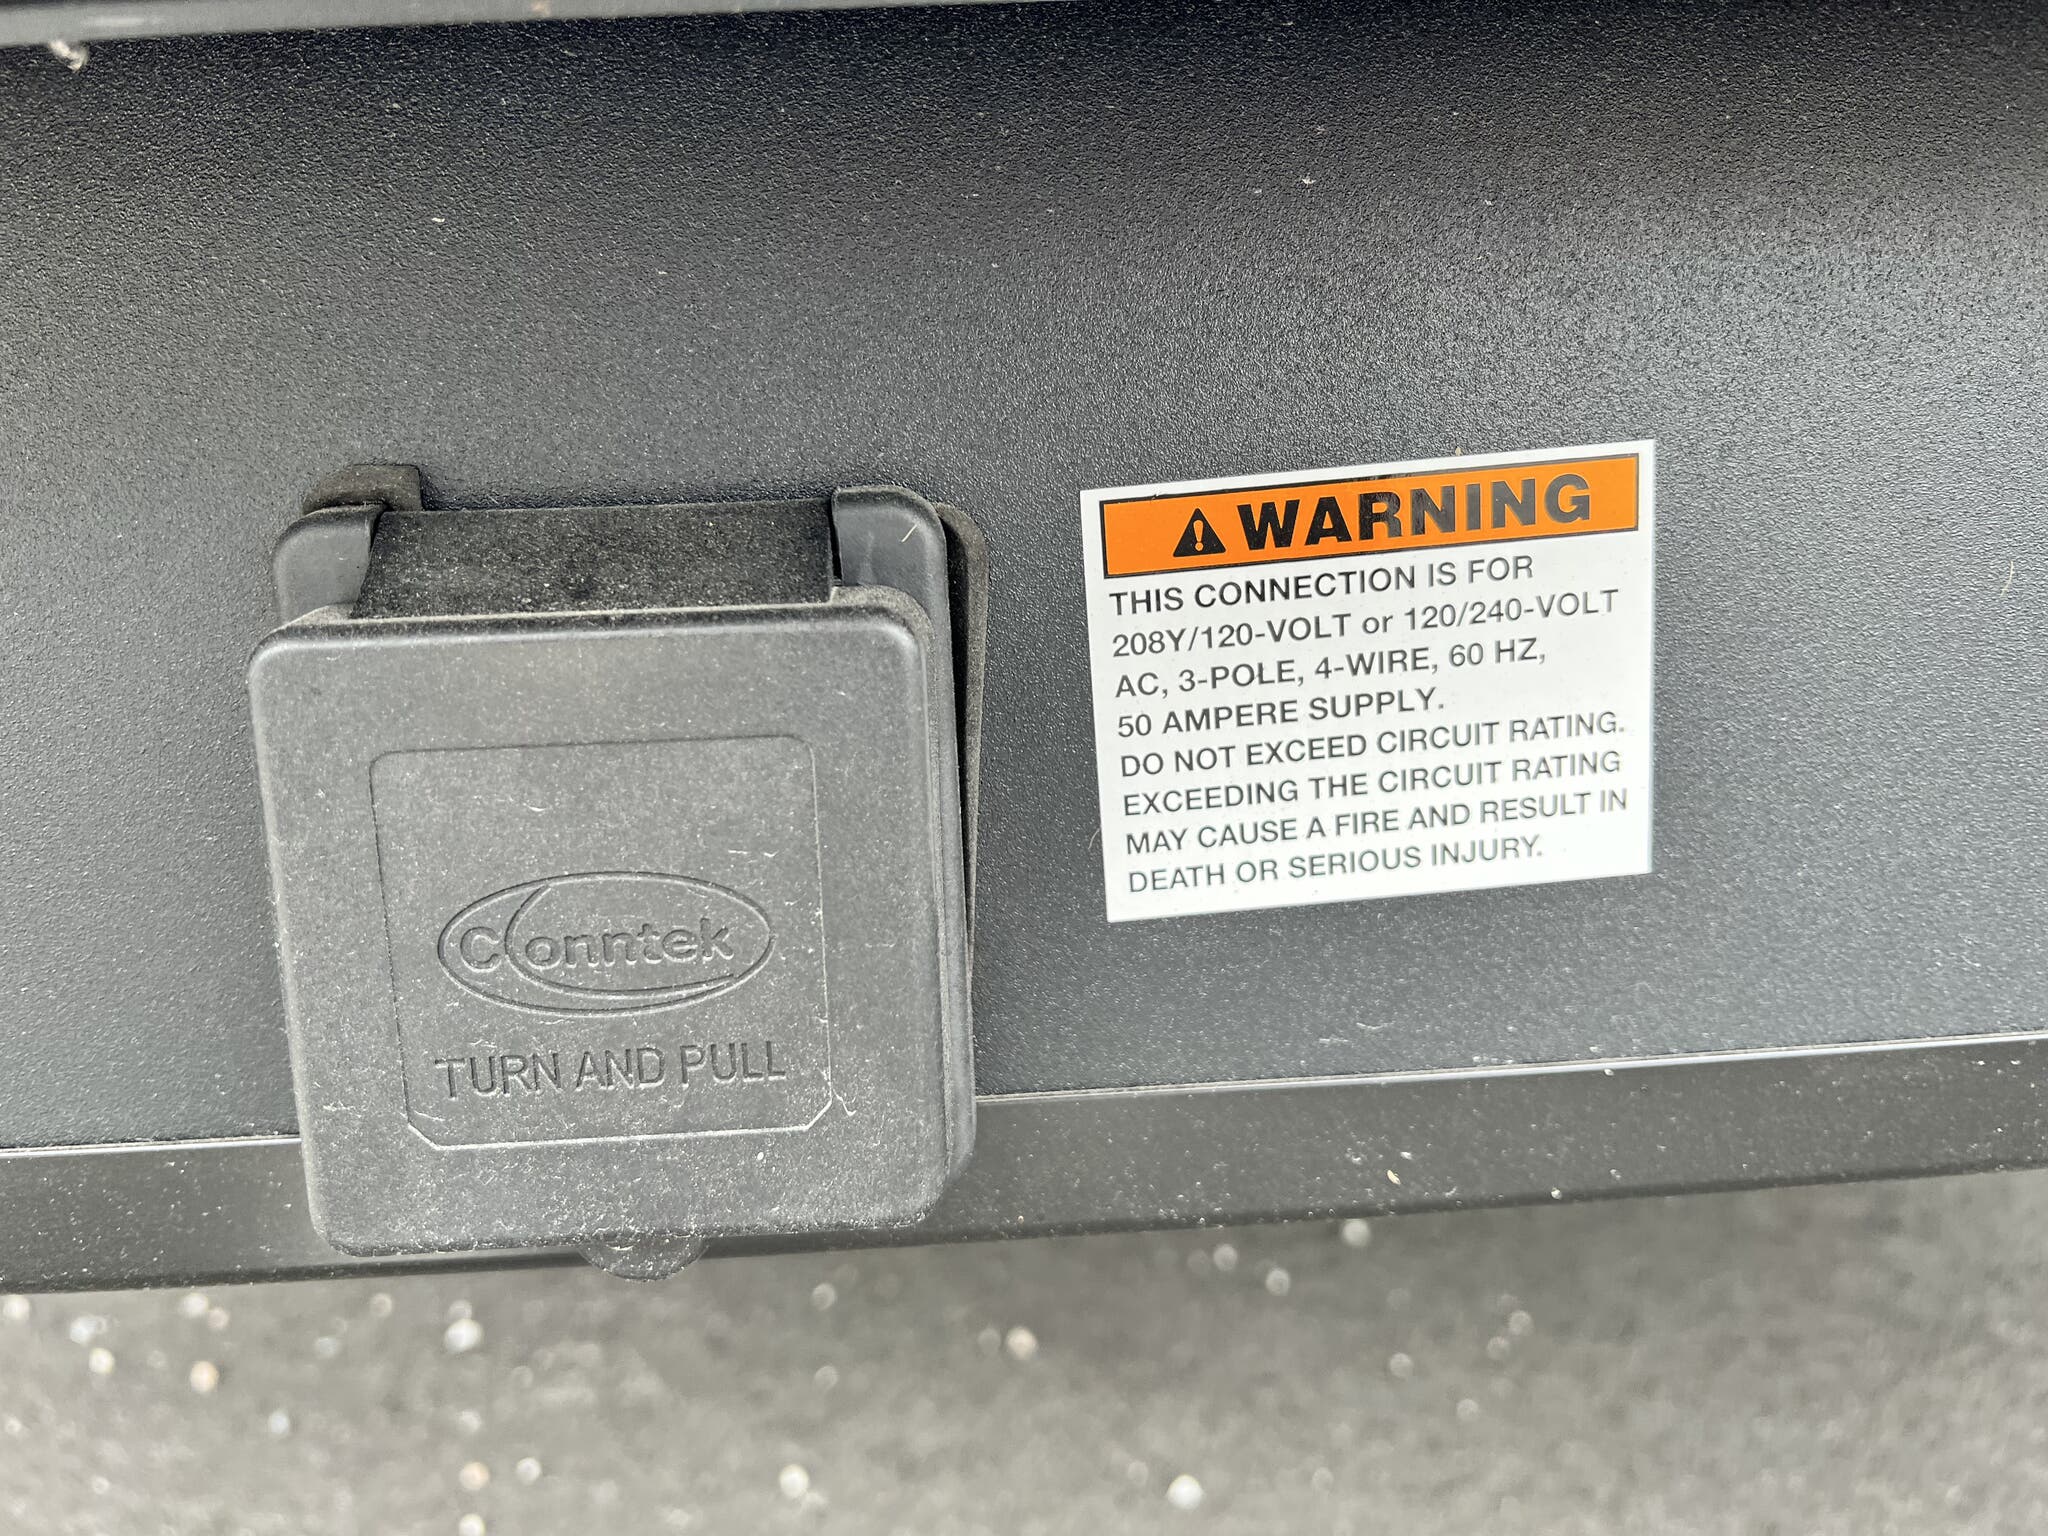 Conntek
TURN AND PULL
WARNING
THIS CONNECTION IS FOR
208Y/120-VOLT or 120/240-VOLT
AC, 3-POLE, 4-WIRE, 60 HZ,
50 AMPERE SUPPLY.
DO NOT EXCEED CIRCUIT RATING.
EXCEEDING THE CIRCUIT RATING
MAY CAUSE A FIRE AND RESULT IN
DEATH OR SERIOUS INJURY.